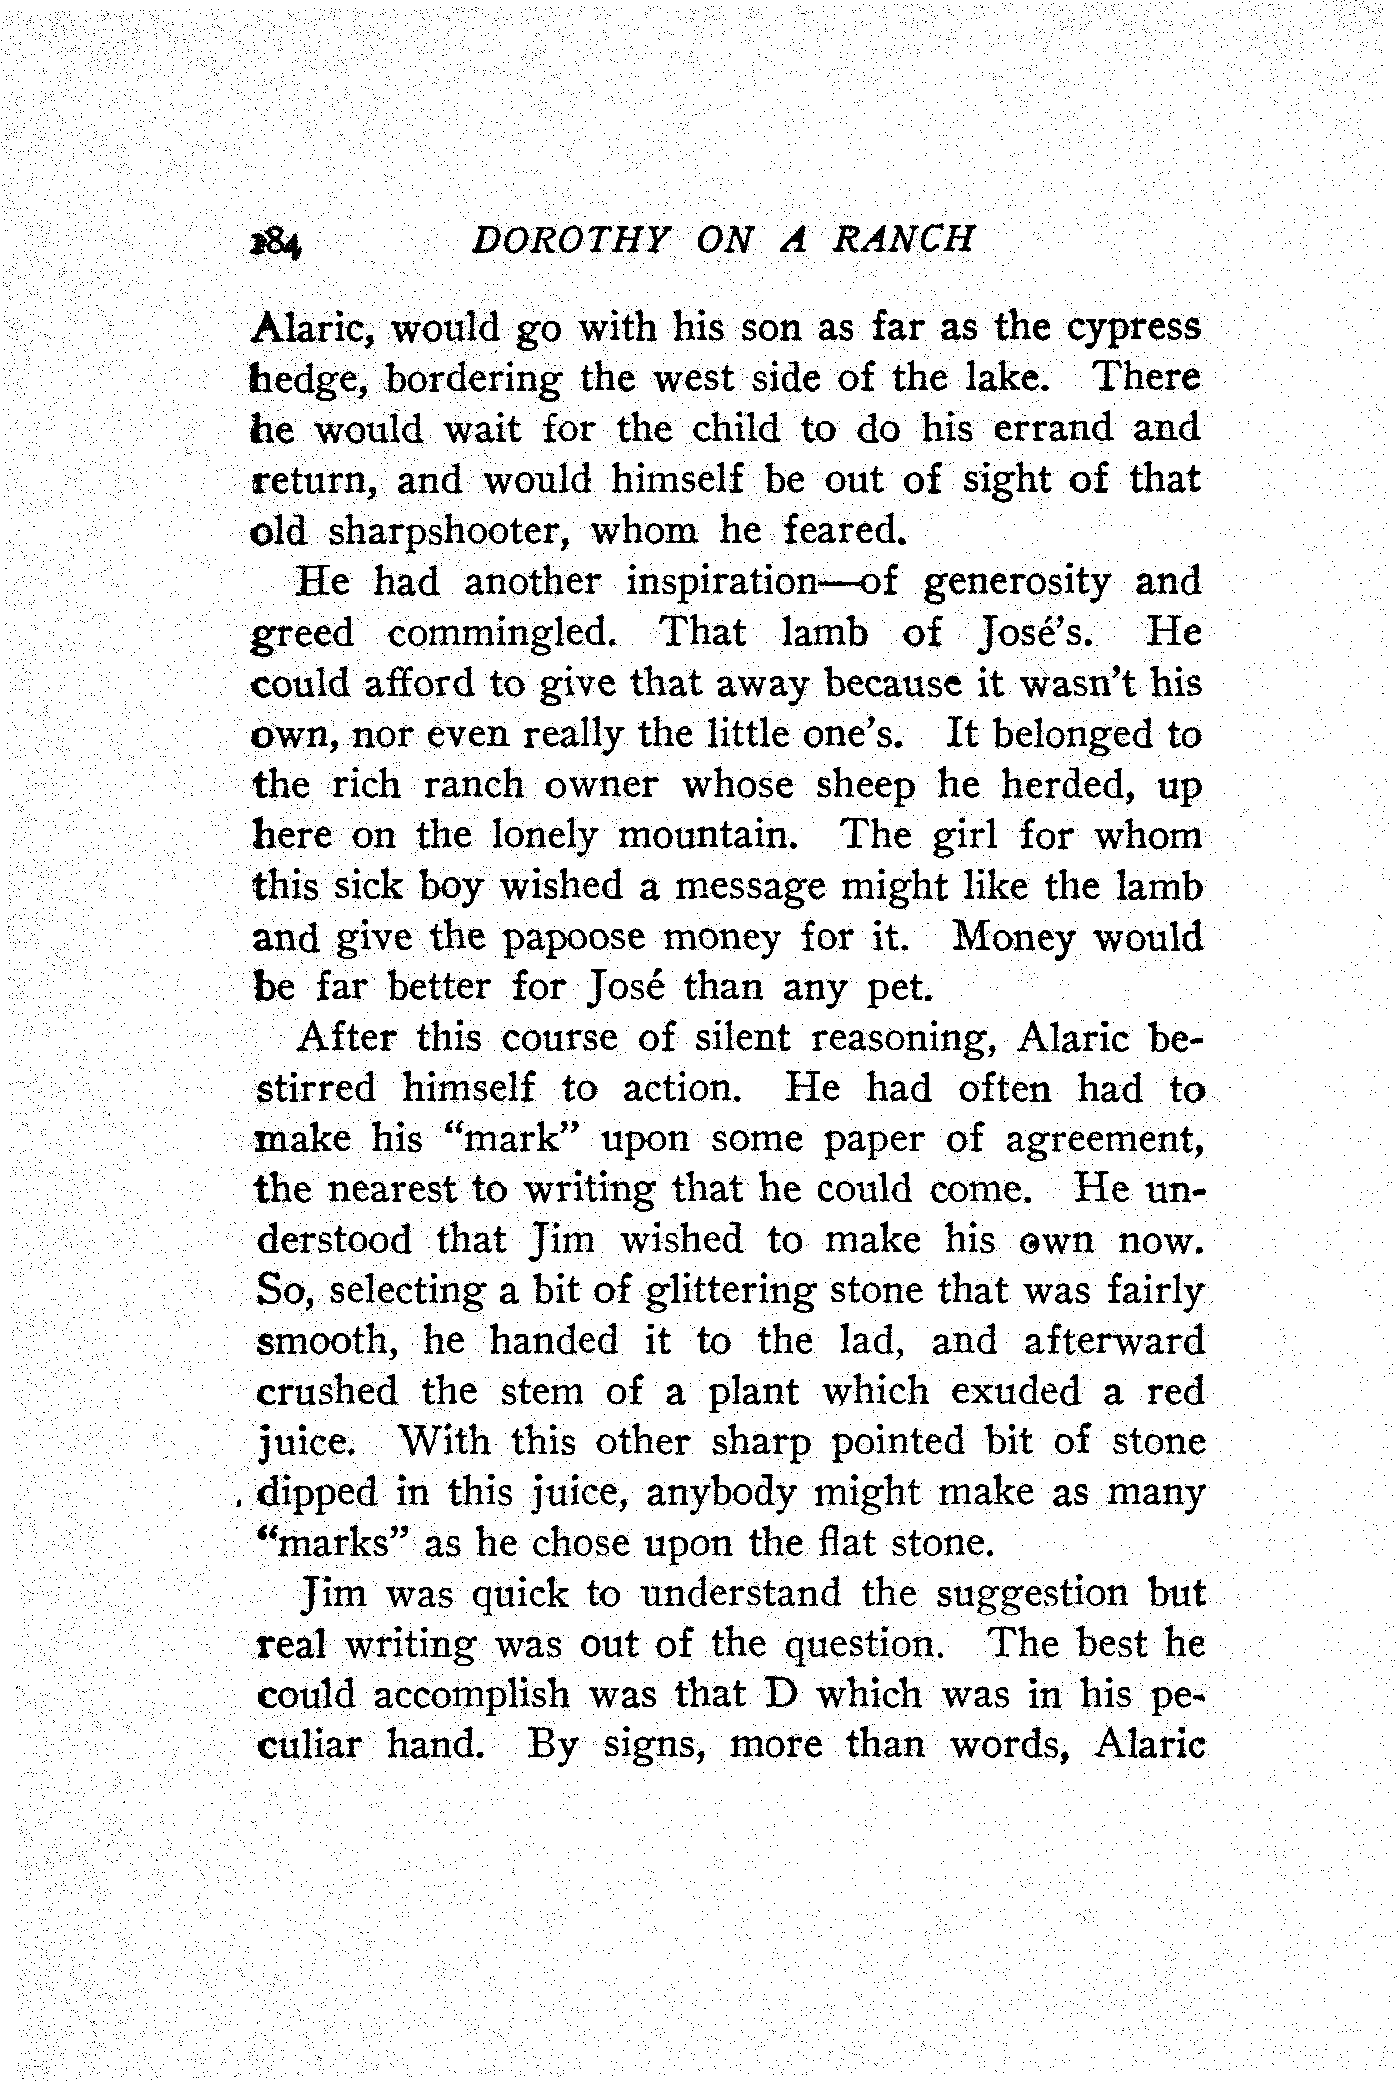 184 DOROTHY ON A RANCH
Alaric, would go with his son as far as the cypress
hedge, bordering the west side of the lake. There
he would wait for the child to do his errand and
return, and would himself be out of sight of that
old sharpshooter, whom he feared.
He had another inspiration—of generosity and
greed commingled. That lamb of José's. He
could afford to give that away because it wasn't his
own, nor even really the little one's. It belonged to
the rich ranch owner whose sheep he herded, up
here on the lonely mountain. The girl for whom
this sick boy wished a message might like the lamb
and give the papoose money for it. Money would
be far better for José than any pet.
After this course of silent reasoning, Alaric be-
stirred himself to action. He had often had to
make his "mark" upon some paper of agreement,
the nearest to writing that he could come. He un-
derstood that Jim wished to make his own now.
So, selecting a bit of glittering stone that was fairly
smooth, he handed it to the lad, and afterward
crushed the stem of a plant which exuded a red
juice. With this other sharp pointed bit of stone
dipped in this juice, anybody might make as many
"marks" as he chose upon the flat stone.
Jim was quick to understand the suggestion but
real writing was out of the question. The best he
could accomplish was that D which was in his pe-
culiar hand. By signs, more than words, Alaric